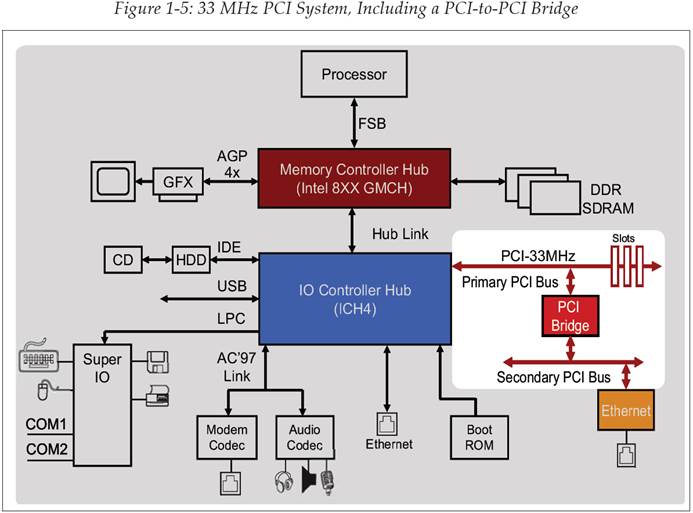 Figure 1-5: 33 MHz PCI System, Including a PCI-to-PCI Bridge
Processor
FSB
AGP
4x
GFX
Memory Controller Hub
(Intel 8XX GMCH)
DDR
SDRAM
Hub Link
CD
HDD
IDE
IO Controller Hub
(ICH4)
USB
LPC
Slots
PCI-33MHz
Primary PCI Bus
PCI
Bridge
Secondary PCI Bus
Ethernet
Super
IO
COM1
COM2
AC'97
Link
Modem
Codec
Audio
Codec
Ethernet
Boot
ROM